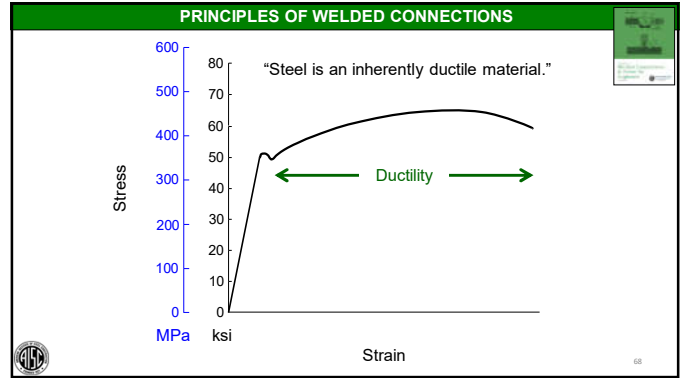 PRINCIPLES OF WELDED CONNECTIONS
“Steel is an inherently ductile material.”
600
500
400
300
200
100
0
80
70
60
50
40
30
20
10
0
Stress
Ductility
MPa
ksi
Strain
AISC
68